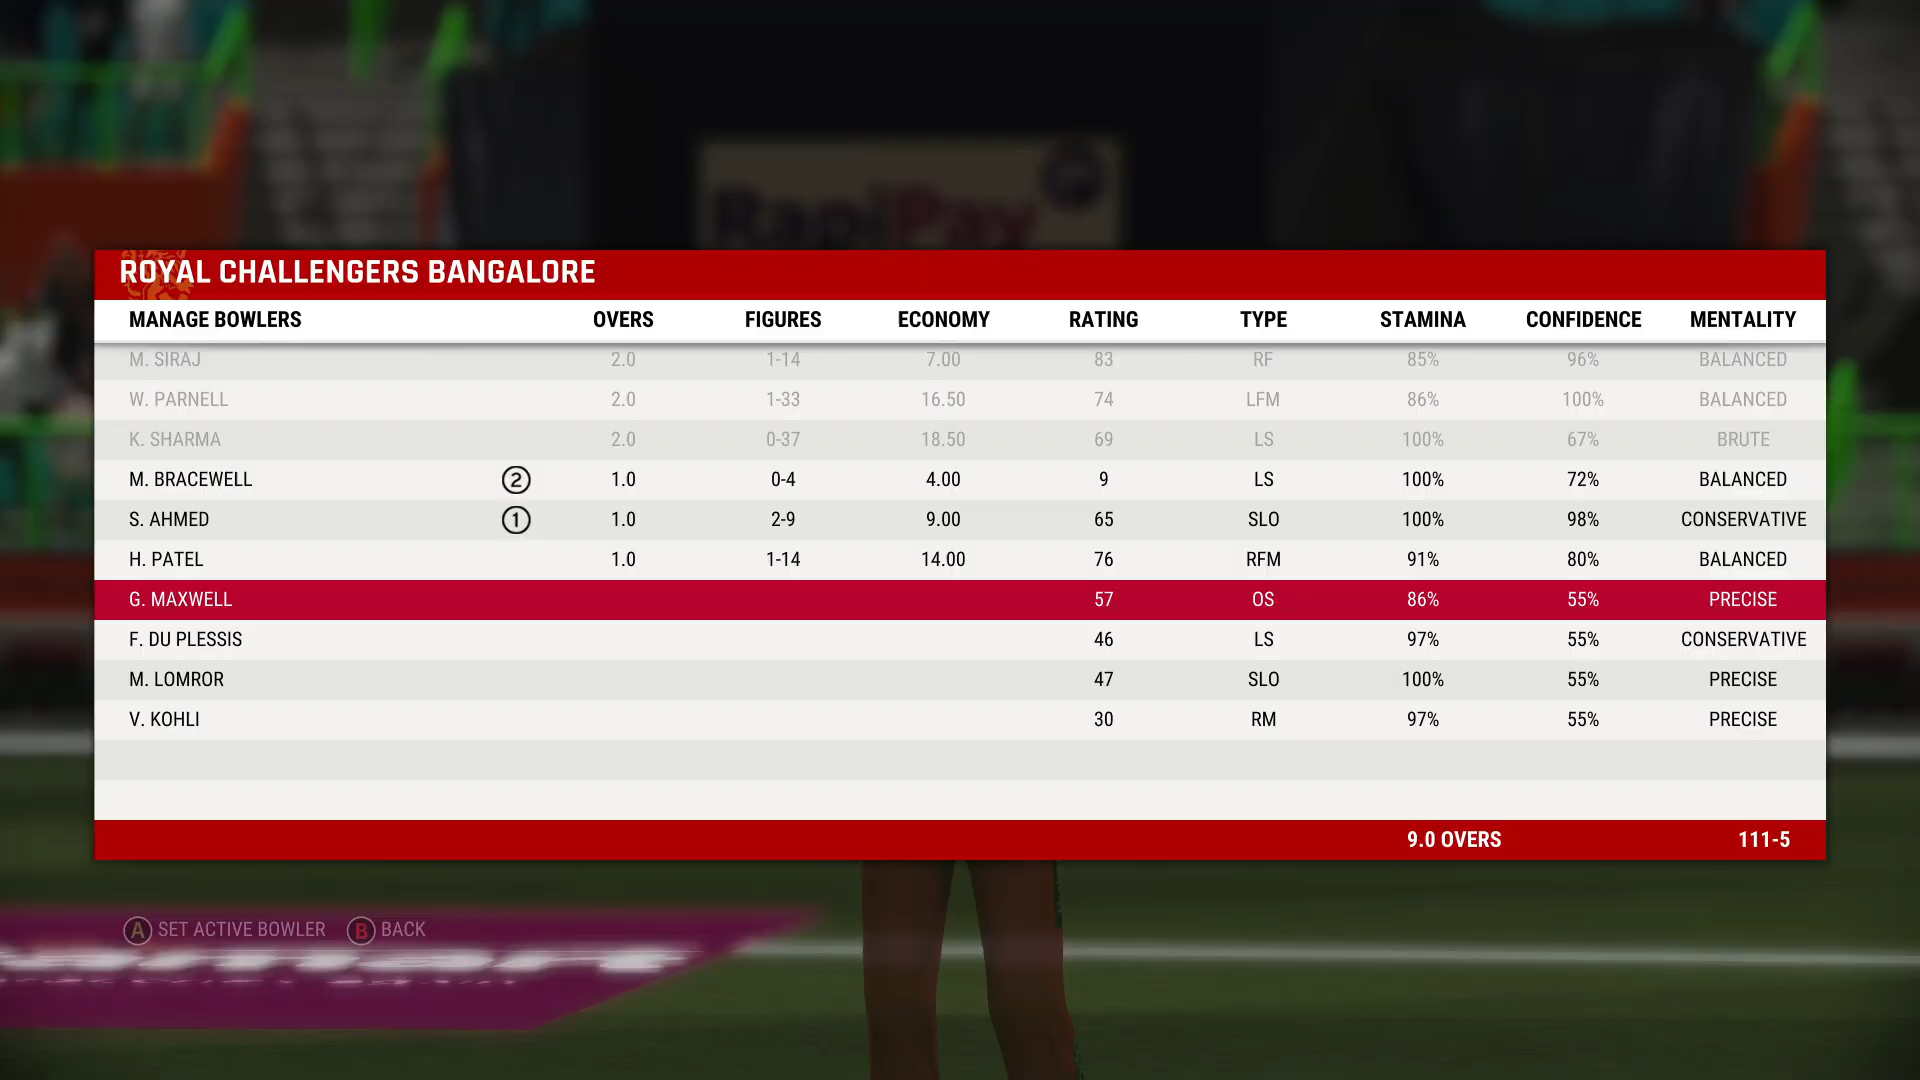 RapiPay
ROYAL CHALLENGERS BANGALORE
MANAGE BOWLERS OVERS FIGURES ECONOMY RATING TYPE STAMINA CONFIDENCE MENTALITY
M. SIRAJ 2.0 1-14 7.00 83 RF 85% 96% BALANCED
W. PARNELL 2.0 1-33 16.50 74 LFM 86% 100% BALANCED
K. SHARMA 2.0 0-37 18.50 69 LS 100% 67% BRUTE
M. BRACEWELL 2 1.0 0-4 4.00 9 LS 100% 72% BALANCED
S. AHMED 1 1.0 2-9 9.00 65 SLO 100% 98% CONSERVATIVE
H. PATEL 1.0 1-14 14.00 76 RFM 91% 80% BALANCED
G. MAXWELL 57 OS 86% 55% PRECISE
F. DU PLESSIS 46 LS 97% 55% CONSERVATIVE
M. LOMROR 47 SLO 100% 55% PRECISE
V. KOHLI 30 RM 97% 55% PRECISE
9.0 OVERS 111-5
A SET ACTIVE BOWLER B BACK